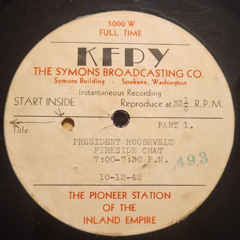 5000 W
FULL TIME
KFPY
THE SYMONS BROADCASTING CO.
Symons Building - Spokane, Washington
Instantaneous Recording
START INSIDE Reproduce at 33⅓ R.P.M.
PART 1.
Title:
PRESIDENT ROOSEVELT
FIRESIDE CHAT
7:00-7:30 P.M.
493
10-12-42
THE PIONEER STATION
OF THE
INLAND EMPIRE